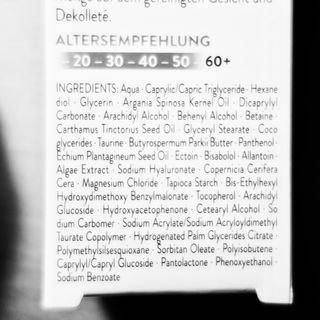 Dekolleté.
ALTERSEMPFEHLUNG
- 20 - 30 - 40 - 50 - 60+
INGREDIENTS: Aqua · Caprylic/Capric Triglyceride · Hexane
diol · Glycerin · Argania Spinosa Kernel Oil · Dicaprylyl
Carbonate · Arachidyl Alcohol · Behenyl Alcohol · Betaine ·
Carthamus Tinctorius Seed Oil · Glyceryl Stearate · Coco
glycerides · Taurine · Butyrospermum Parkii Butter · Panthenol ·
Echium Plantagineum Seed Oil · Ectoin · Bisabolol · Allantoin ·
Algae Extract · Sodium Hyaluronate · Copernicia Cerifera
Cera · Magnesium Chloride · Tapioca Starch · Bis-Ethylhexyl
Hydroxydimethoxy Benzylmalonate · Tocopherol · Arachidyl
Glucoside · Hydroxyacetophenone · Cetearyl Alcohol · So
dium Carbomer · Sodium Acrylate/Sodium Acryloyldimethyl
Taurate Copolymer · Hydrogenated Palm Glycerides Citrate ·
Polymethylsilsesquioxane · Sorbitan Oleate · Polyisobutene ·
Caprylyl/Capryl Glucoside · Pantolactone · Phenoxyethanol ·
Sodium Benzoate